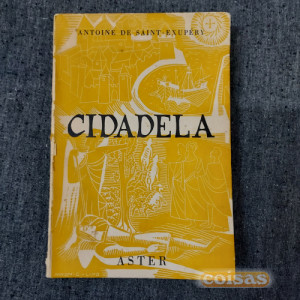 ANTOINE DE SAINT-EXUPÉRY
CIDADELA
ASTER
coisas